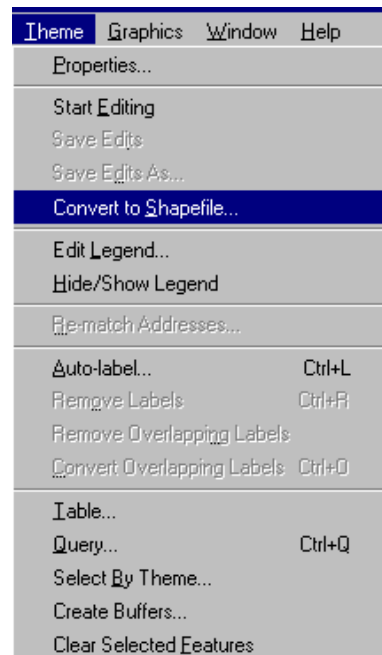 Theme Graphics Window Help
Properties...
Start Editing
Save Edits
Save Edits As...
Convert to Shapefile...
Edit Legend...
Hide/Show Legend
Re-match Addresses...
Auto-label... Ctrl+L
Remove Labels Ctrl+R
Remove Overlapping Labels
Convert Overlapping Labels Ctrl+O
Table...
Query... Ctrl+Q
Select By Theme...
Create Buffers...
Clear Selected Features